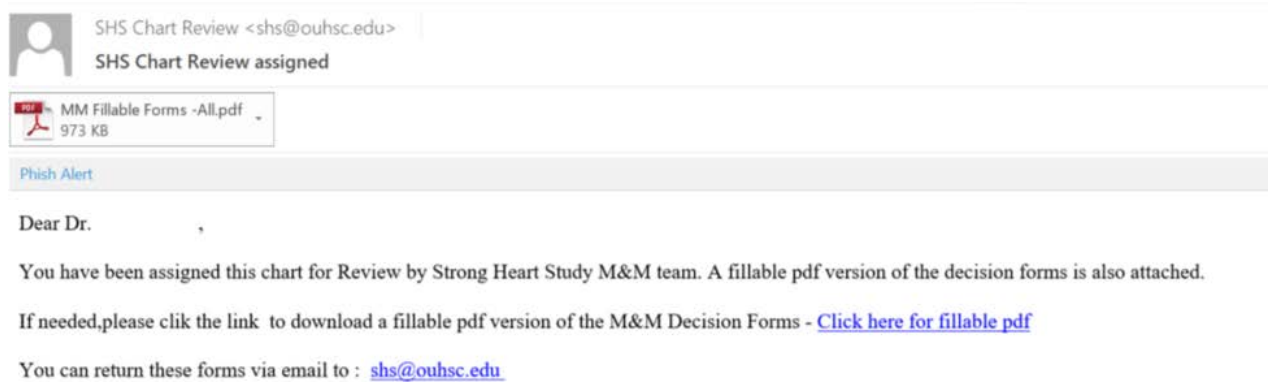 SHS Chart Review <shs@ouhsc.edu>
SHS Chart Review assigned
PDF
MM Fillable Forms -All.pdf
973 KB
Phish Alert
Dear Dr. ,
You have been assigned this chart for Review by Strong Heart Study M&M team. A fillable pdf version of the decision forms is also attached.
If needed,please clik the link to download a fillable pdf version of the M&M Decision Forms - Click here for fillable pdf
You can return these forms via email to : shs@ouhsc.edu